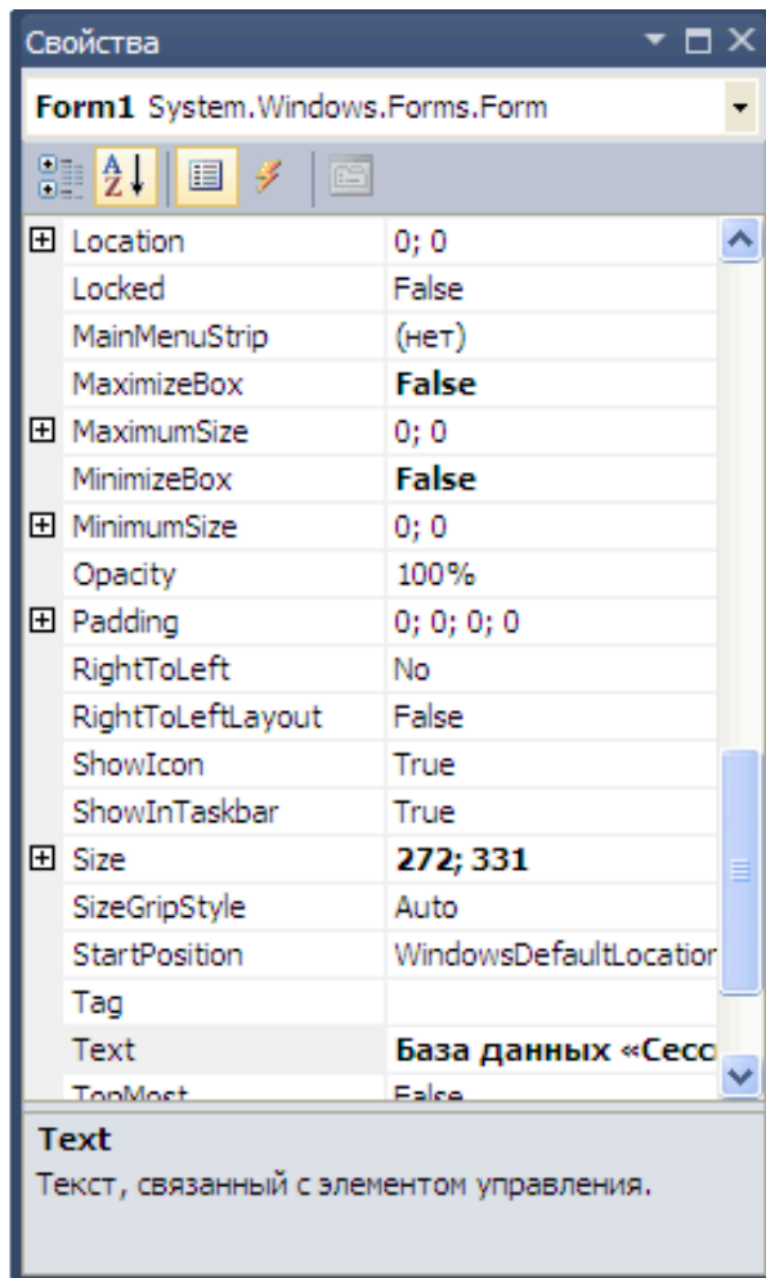 Свойства
Form1 System.Windows.Forms.Form
Location 0; 0
Locked False
MainMenuStrip (нет)
MaximizeBox False
MaximumSize 0; 0
MinimizeBox False
MinimumSize 0; 0
Opacity 100%
Padding 0; 0; 0; 0
RightToLeft No
RightToLeftLayout False
ShowIcon True
ShowInTaskbar True
Size 272; 331
SizeGripStyle Auto
StartPosition WindowsDefaultLocation
Tag
Text База данных «Сесс
TopMost False
Text
Текст, связанный с элементом управления.